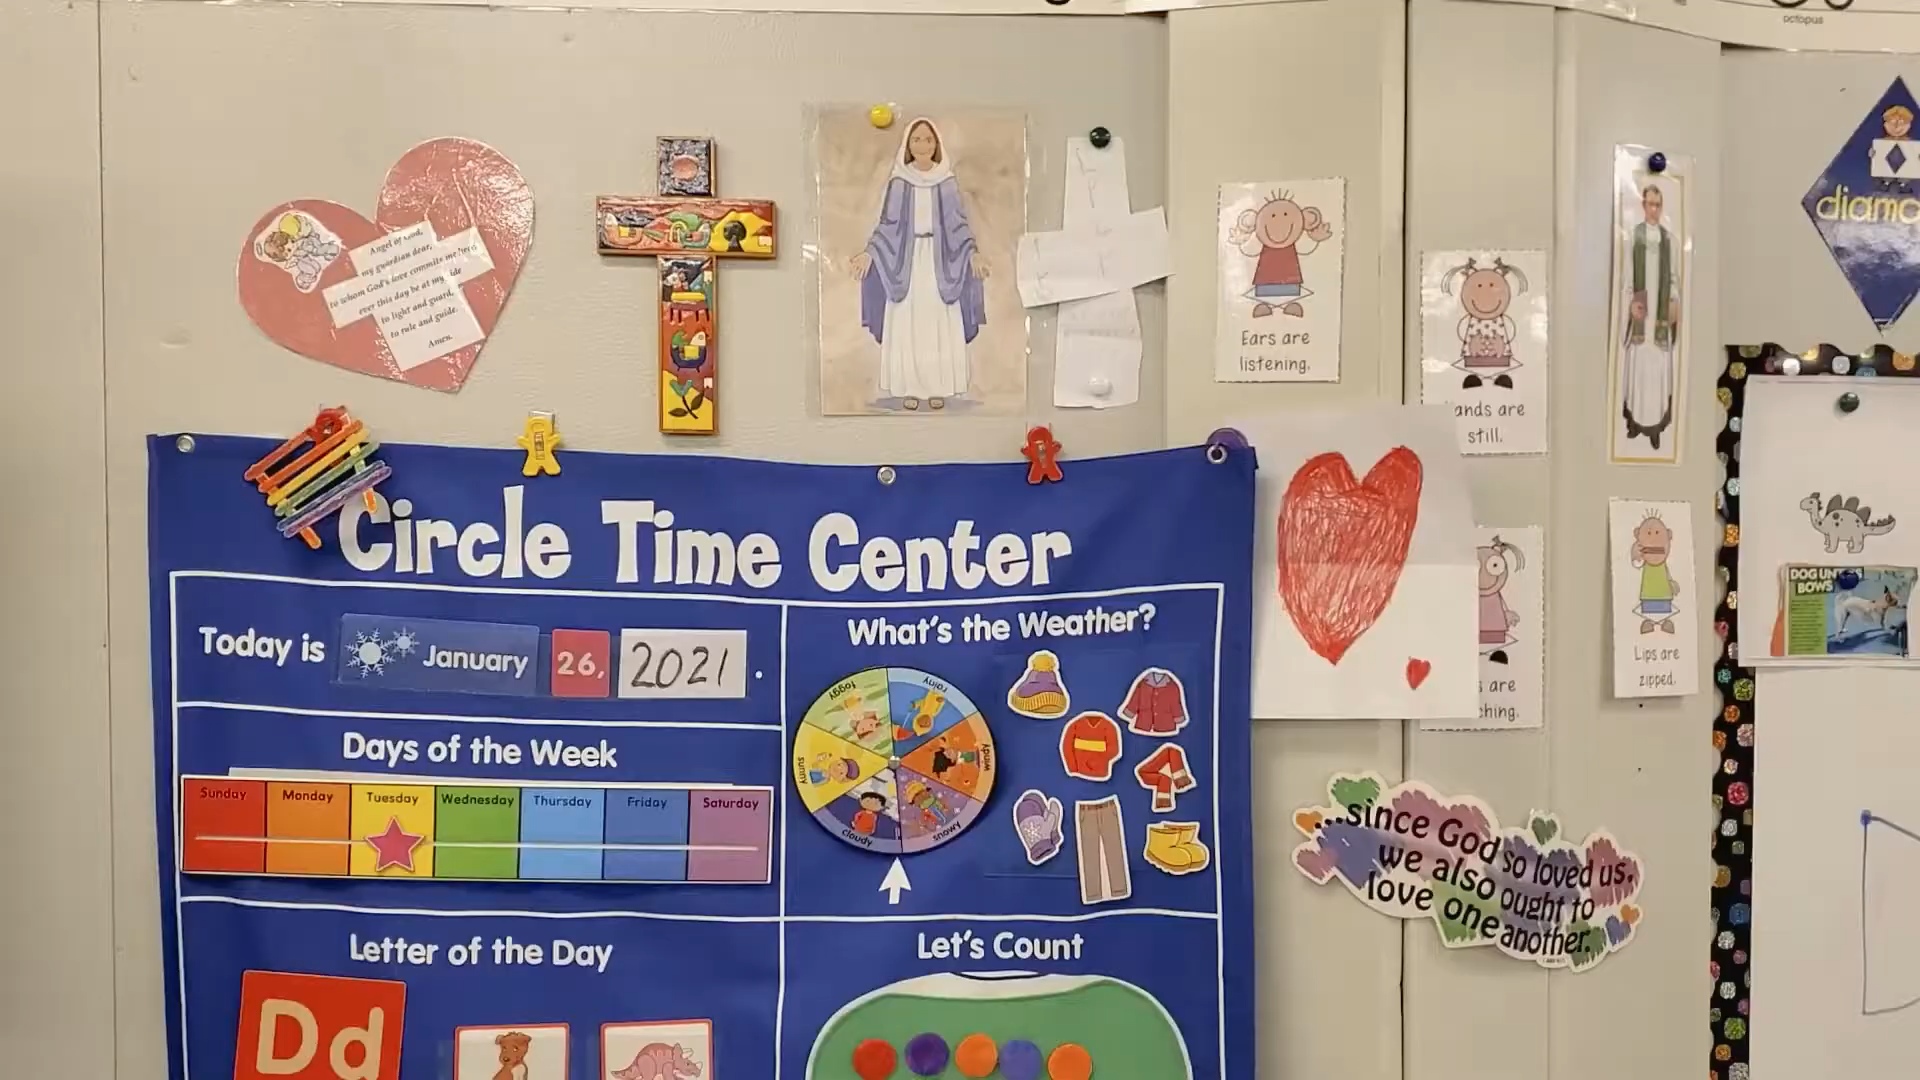 octopus
diamo
Angel of God,
my guardian dear,
to whom God's love commits me here,
ever this day be at my side
to light and guard,
to rule and guide.
Amen.
Ears are
listening.
ands are
still.
Circle Time Center
Today is January 26, 2021.
What's the Weather?
foggy
rainy
windy
snowy
cloudy
sunny
Days of the Week
Sunday Monday Tuesday Wednesday Thursday Friday Saturday
Letter of the Day
Dd
Let's Count
s are
ching.
Lips are
zipped.
DOG UN
BOWS
...since God so loved us,
we also ought to
love one another.